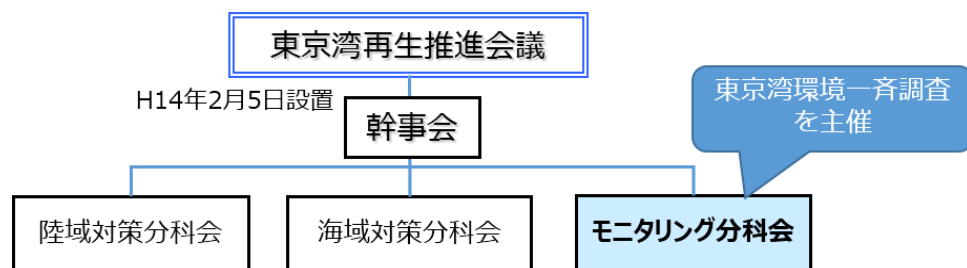 東京湾再生推進会議
H14年2月5日設置
幹事会
東京湾環境一斉調査
を主催
陸域対策分科会
海域対策分科会
モニタリング分科会